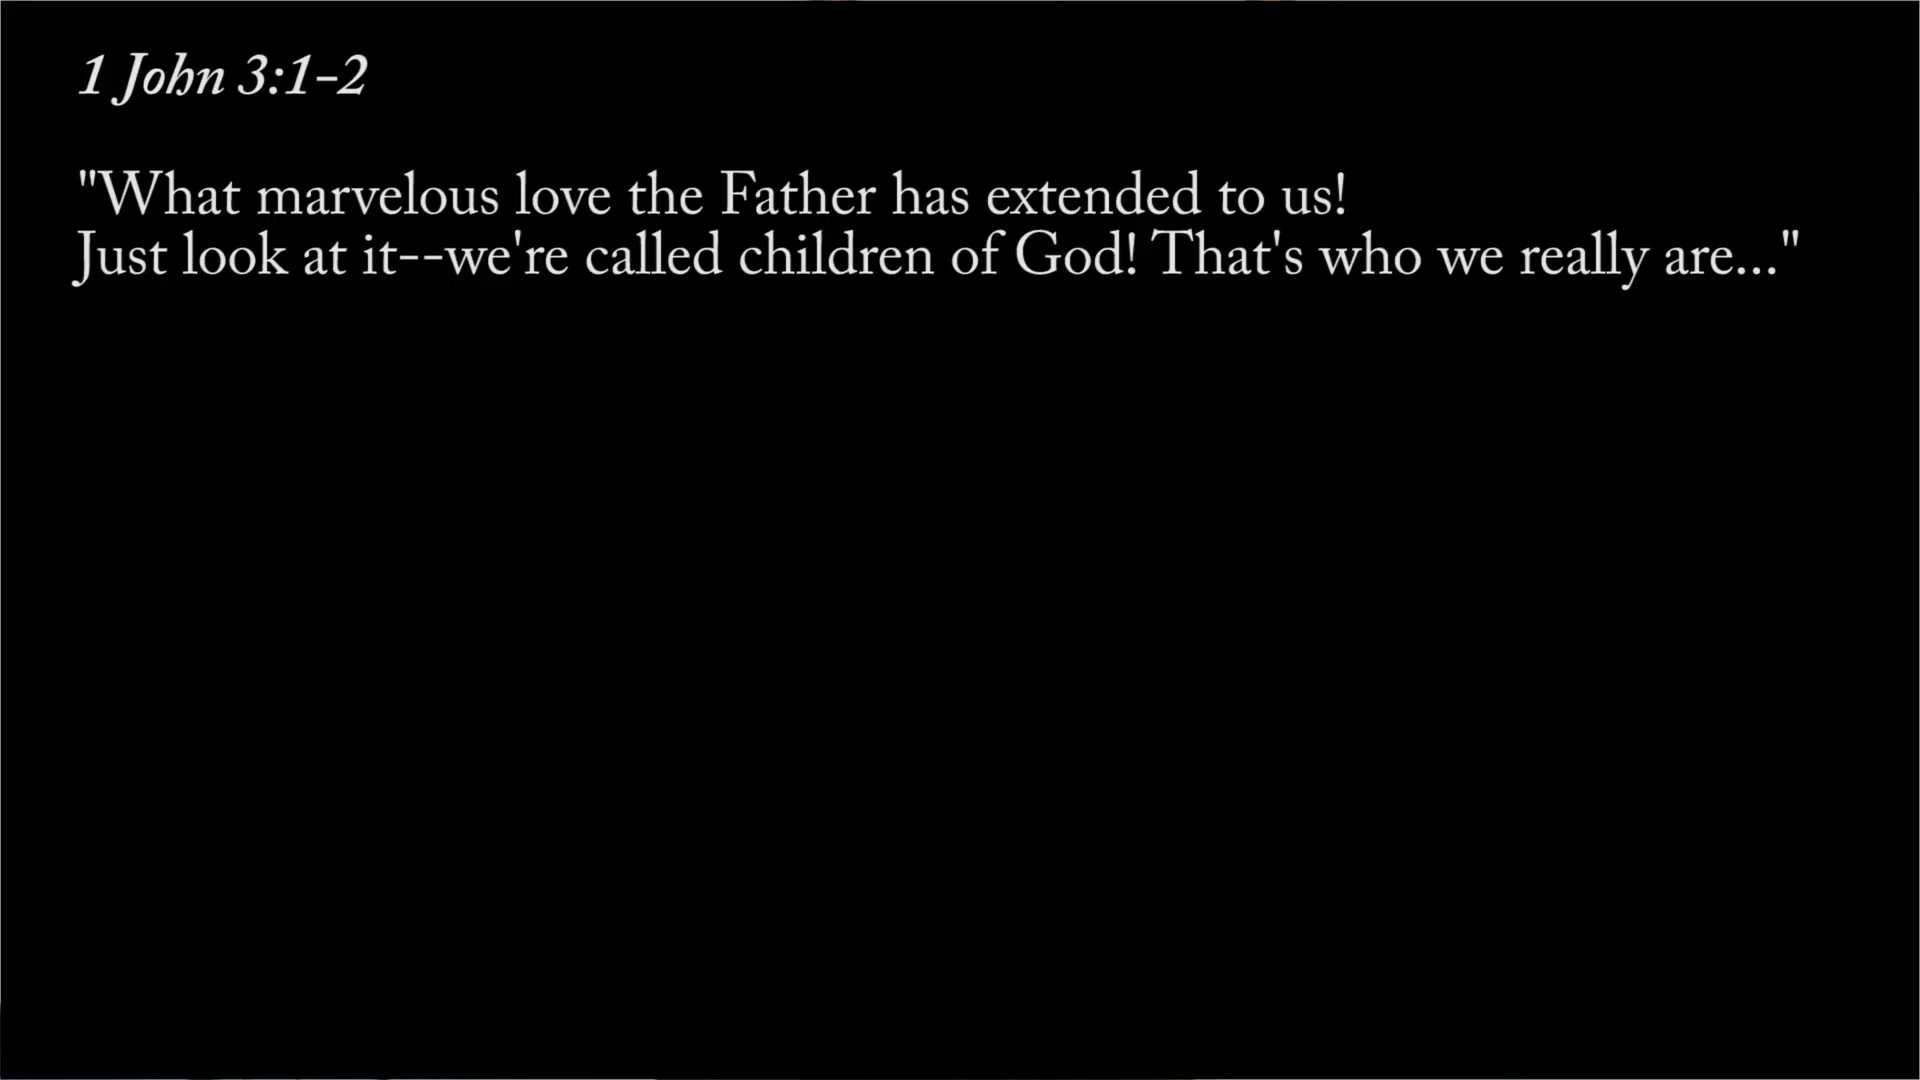 1 John 3:1-2
"What marvelous love the Father has extended to us!
Just look at it--we're called children of God! That's who we really are..."